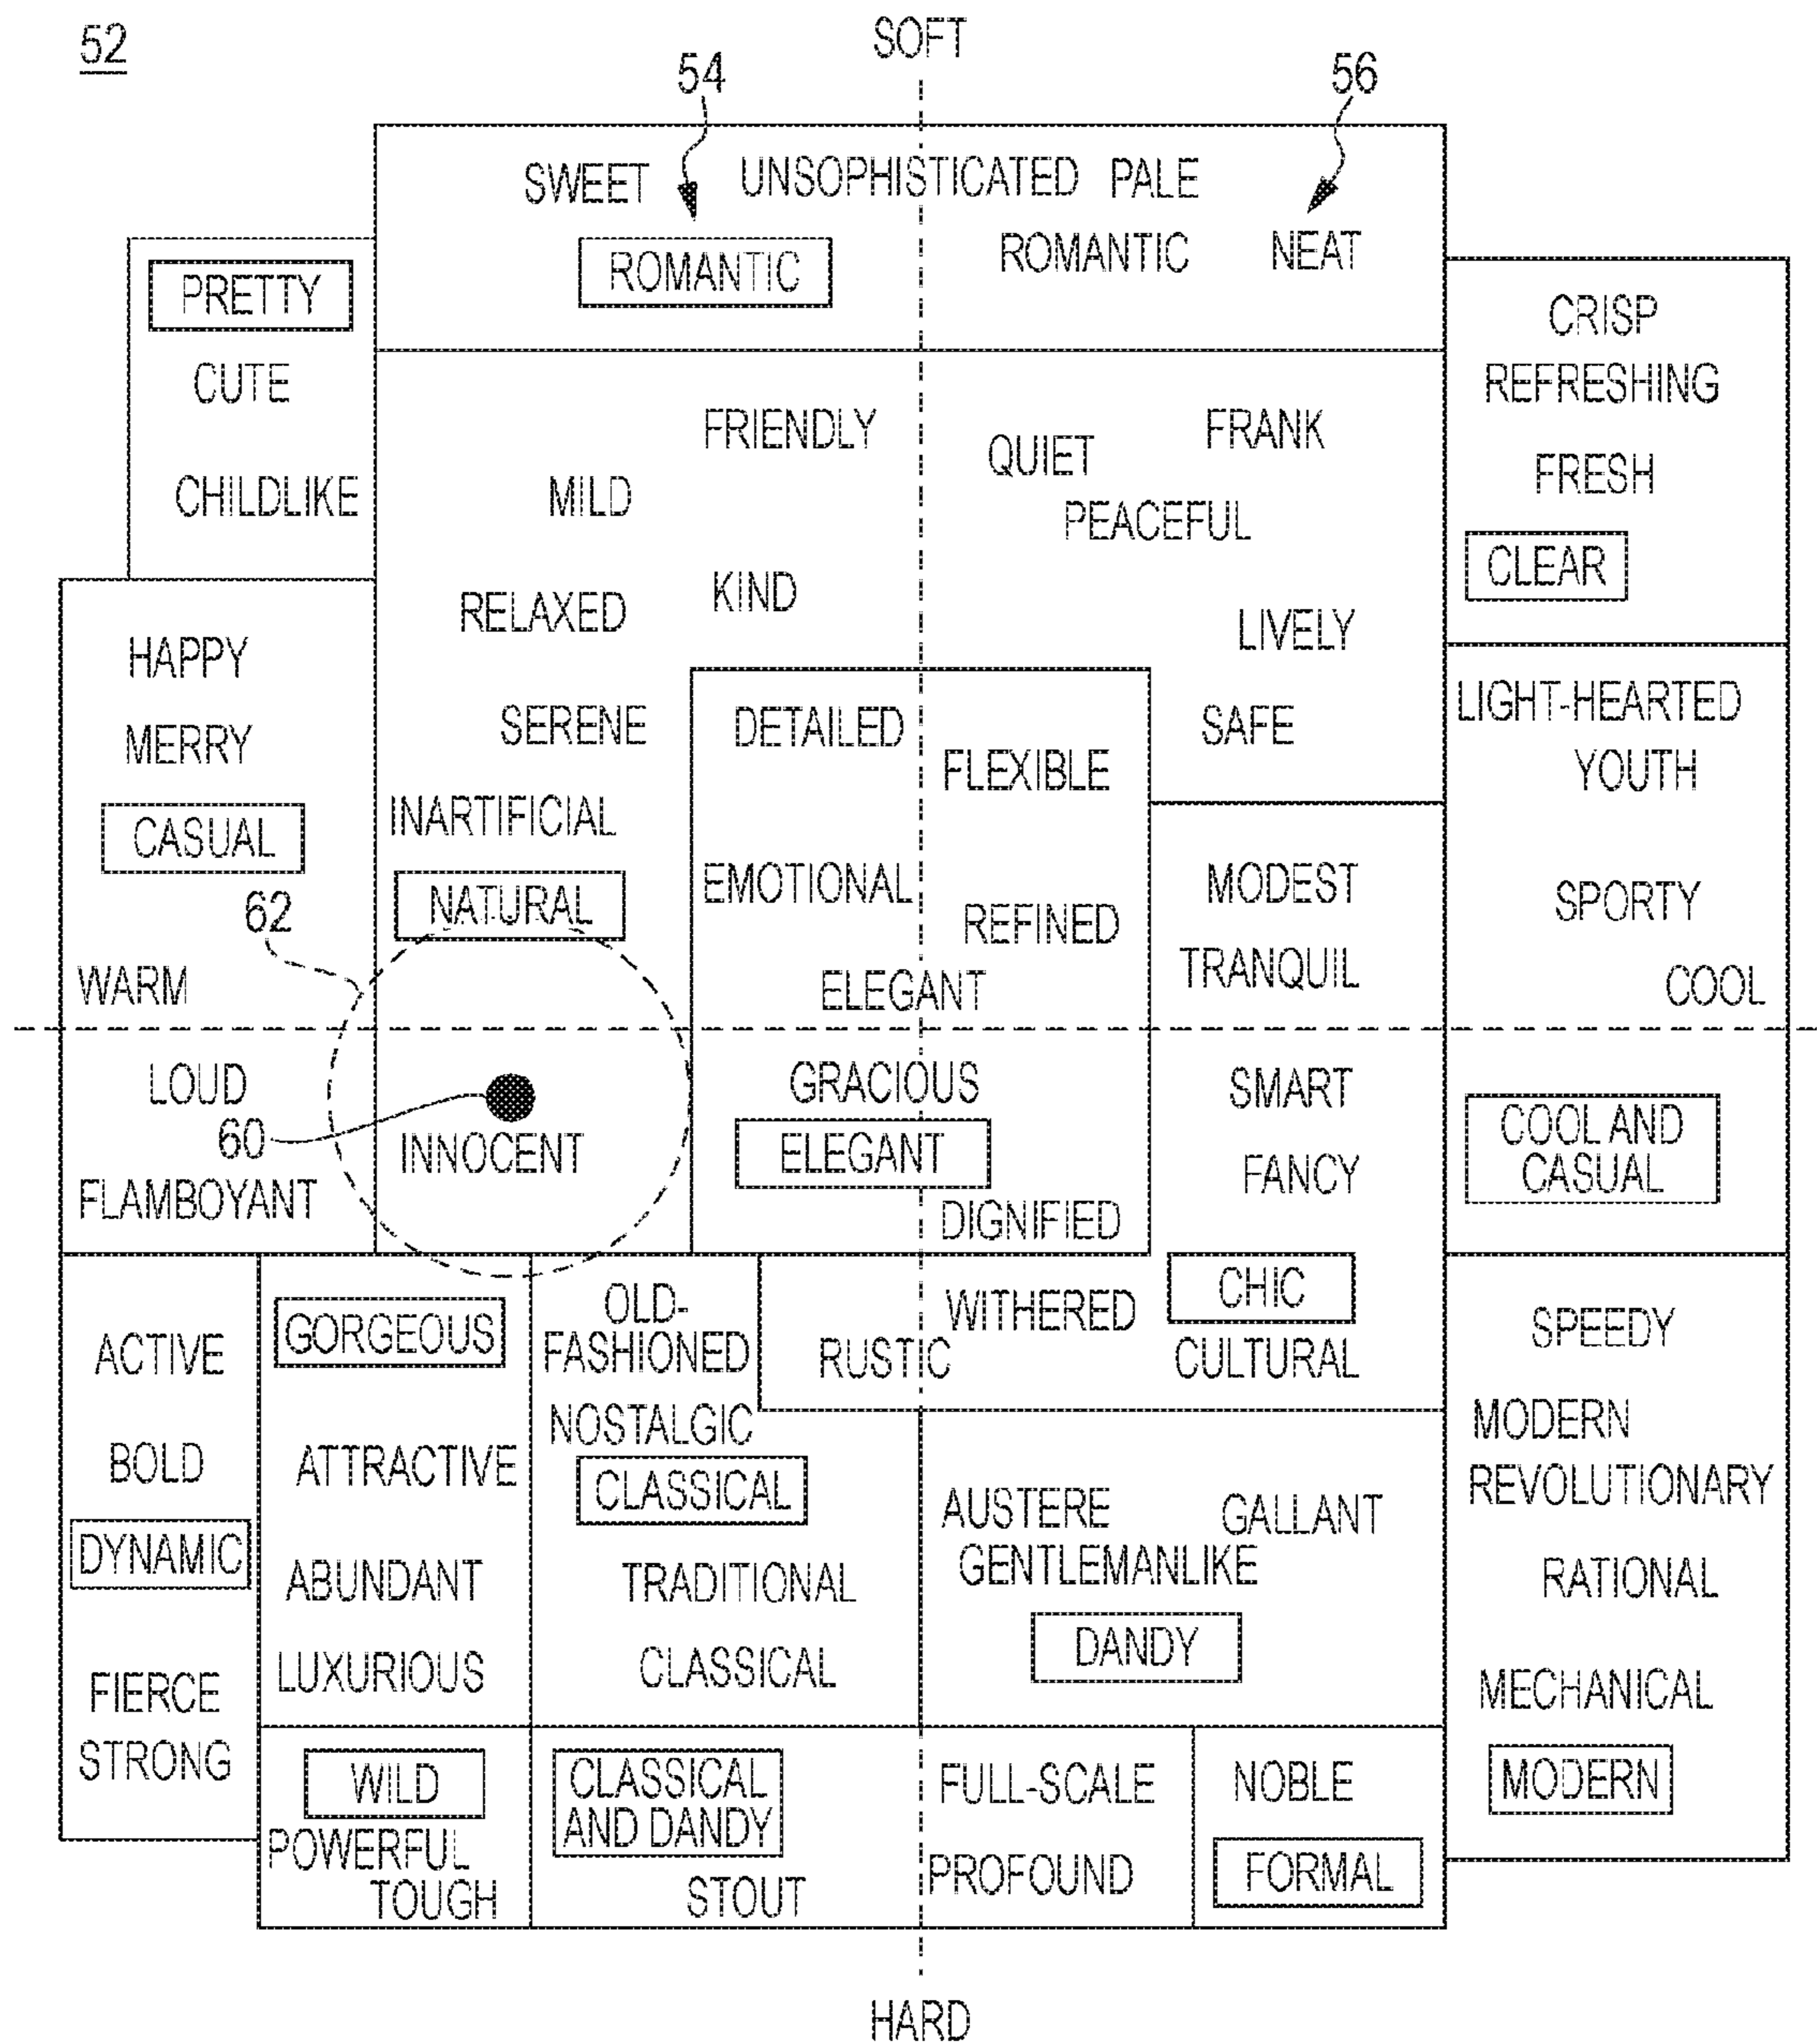 52
SOFT
54
56
SWEET
UNSOPHISTICATED
PALE
ROMANTIC
ROMANTIC
NEAT
PRETTY
CUTE
CHILDLIKE
CRISP
REFRESHING
FRESH
CLEAR
FRIENDLY
MILD
RELAXED
KIND
SERENE
INARTIFICIAL
NATURAL
QUIET
FRANK
PEACEFUL
LIVELY
SAFE
HAPPY
MERRY
CASUAL
62
WARM
LOUD
60
FLAMBOYANT
INNOCENT
DETAILED
FLEXIBLE
EMOTIONAL
REFINED
ELEGANT
GRACIOUS
ELEGANT
DIGNIFIED
MODEST
TRANQUIL
SMART
FANCY
CHIC
WITHERED
RUSTIC
CULTURAL
LIGHT-HEARTED
YOUTH
SPORTY
COOL
COOL AND
CASUAL
ACTIVE
BOLD
DYNAMIC
FIERCE
STRONG
GORGEOUS
ATTRACTIVE
ABUNDANT
LUXURIOUS
OLD-
FASHIONED
NOSTALGIC
CLASSICAL
TRADITIONAL
CLASSICAL
AUSTERE
GALLANT
GENTLEMANLIKE
DANDY
SPEEDY
MODERN
REVOLUTIONARY
RATIONAL
MECHANICAL
MODERN
WILD
POWERFUL
TOUGH
CLASSICAL
AND DANDY
STOUT
FULL-SCALE
PROFOUND
NOBLE
FORMAL
HARD